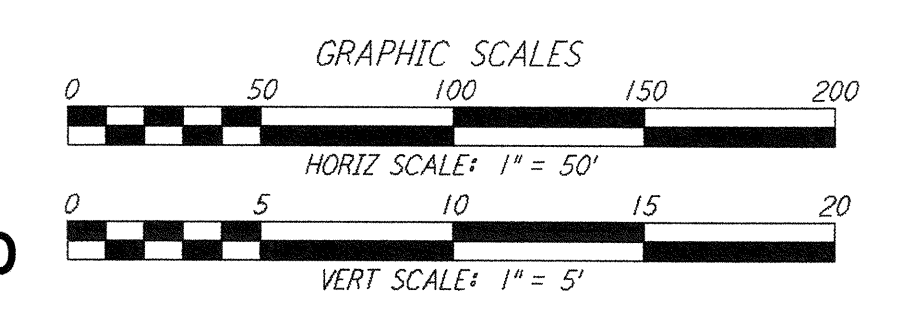 GRAPHIC SCALES
0 50 100 150 200
HORIZ SCALE: 1" = 50'
0 5 10 15 20
VERT SCALE: 1" = 5'